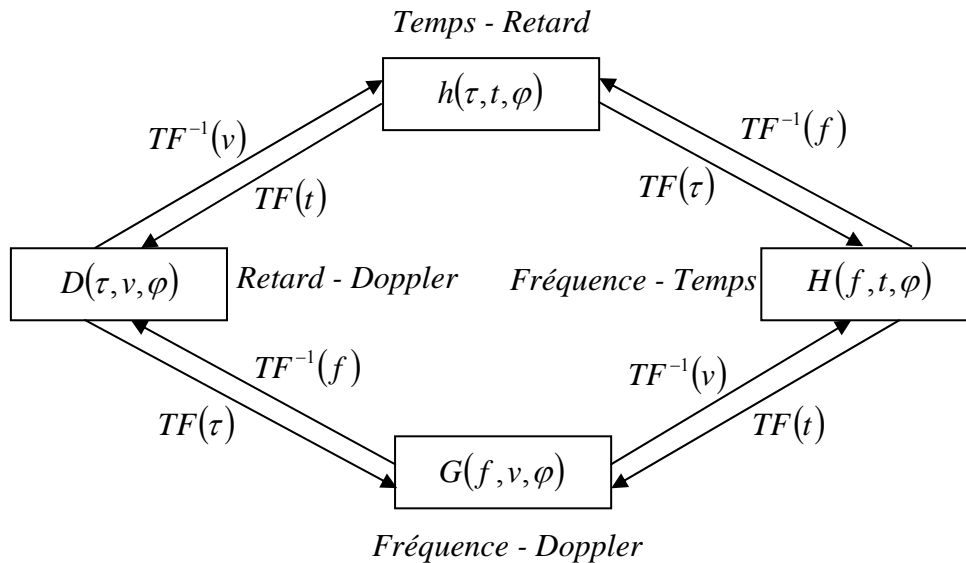 Temps - Retard
h(τ,t,φ)
TF⁻¹(v)
TF⁻¹(f)
TF(t)
TF(τ)
D(τ,v,φ)
Retard - Doppler
Fréquence - Temps
H(f,t,φ)
TF⁻¹(f)
TF⁻¹(v)
TF(τ)
TF(t)
G(f,v,φ)
Fréquence - Doppler